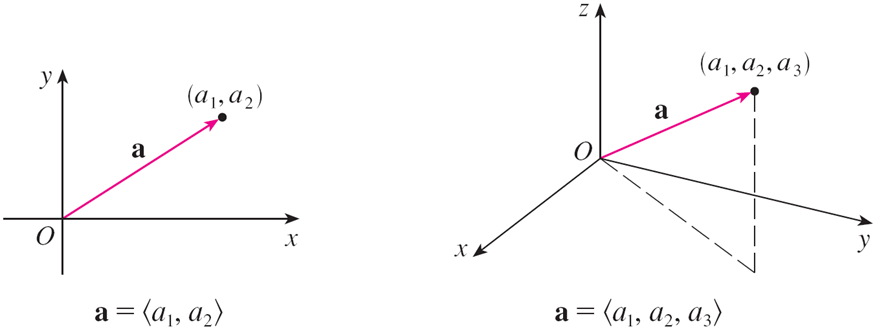 y
(a₁, a₂)
a
O
x
a = ⟨a₁, a₂⟩
z
(a₁, a₂, a₃)
a
O
x
y
a = ⟨a₁, a₂, a₃⟩